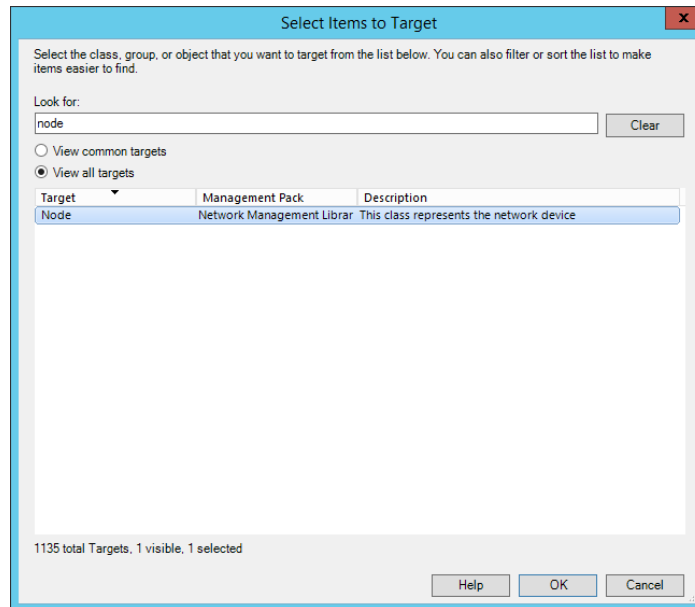 Select Items to Target
x
Select the class, group, or object that you want to target from the list below. You can also filter or sort the list to make
items easier to find.
Look for:
node
Clear
View common targets
View all targets
Target Management Pack Description
Node Network Management Librar This class represents the network device
1135 total Targets, 1 visible, 1 selected
Help OK Cancel